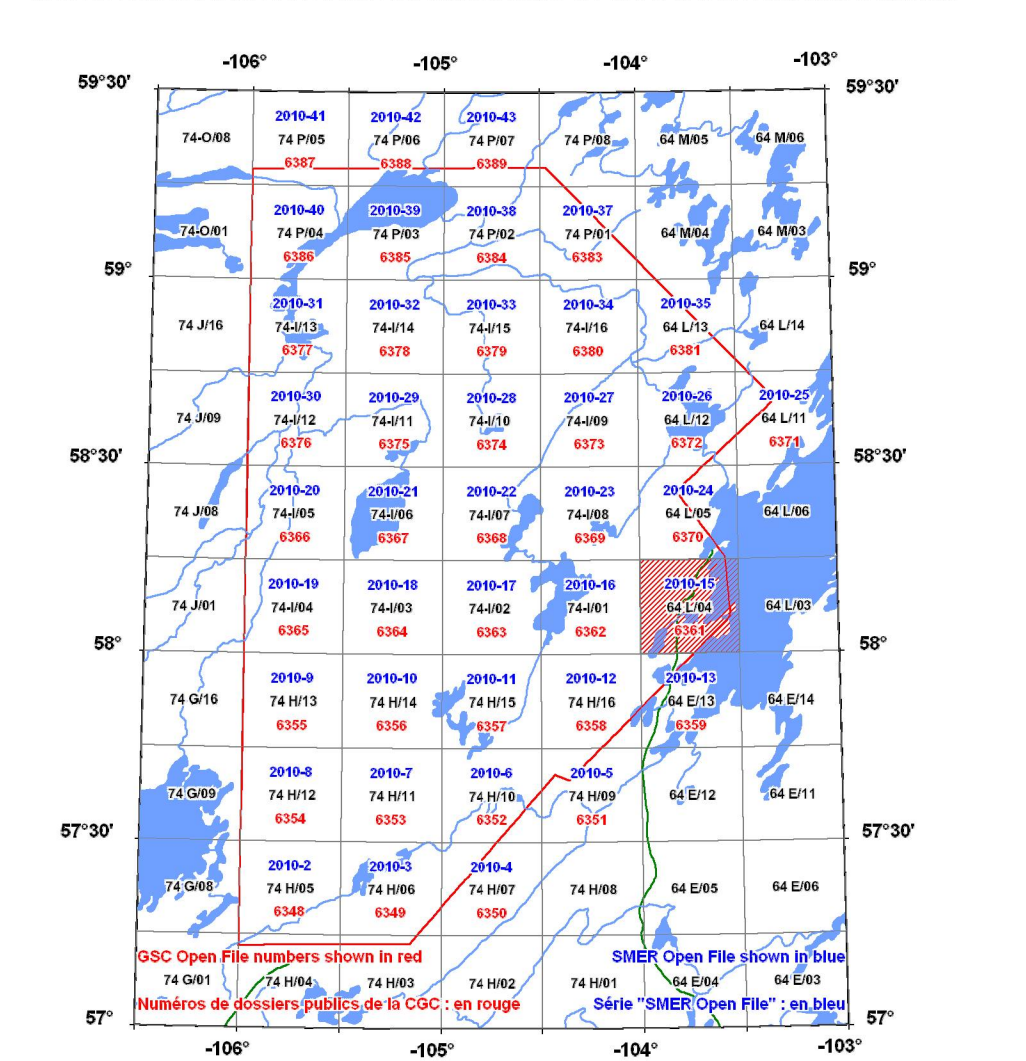 -106° -105° -104° -103°
59°30' 59°30'
2010-41 2010-42 2010-43
74-O/08 74 P/05 74 P/06 74 P/07 74 P/08 64 M/05 64 M/06
6387 6388 6389
2010-40 2010-39 2010-38 2010-37
74-O/01 74 P/04 74 P/03 74 P/02 74 P/01 64 M/04 64 M/03
6386 6385 6384 6383
59° 59°
2010-31 2010-32 2010-33 2010-34 2010-35
74 J/16 74-I/13 74-I/14 74-I/15 74-I/16 64 L/13 64 L/14
6377 6378 6379 6380 6381
2010-30 2010-29 2010-28 2010-27 2010-26 2010-25
74 J/09 74-I/12 74-I/11 74-I/10 74-I/09 64 L/12 64 L/11
6376 6375 6374 6373 6372 6371
58°30' 58°30'
2010-20 2010-21 2010-22 2010-23 2010-24
74 J/08 74-I/05 74-I/06 74-I/07 74-I/08 64 L/05 64 L/06
6366 6367 6368 6369 6370
2010-19 2010-18 2010-17 2010-16 2010-15
74 J/01 74-I/04 74-I/03 74-I/02 74-I/01 64 L/04 64 L/03
6365 6364 6363 6362 6361
58° 58°
2010-9 2010-10 2010-11 2010-12 2010-13
74 G/16 74 H/13 74 H/14 74 H/15 74 H/16 64 E/13 64 E/14
6355 6356 6357 6358 6359
2010-8 2010-7 2010-6 2010-5
74 G/09 74 H/12 74 H/11 74 H/10 74 H/09 64 E/12 64 E/11
6354 6353 6352 6351
57°30' 57°30'
2010-2 2010-3 2010-4
74 G/08 74 H/05 74 H/06 74 H/07 74 H/08 64 E/05 64 E/06
6348 6349 6350
GSC Open File numbers shown in red SMER Open File shown in blue
74 G/01 74 H/04 74 H/03 74 H/02 74 H/01 64 E/04 64 E/03
Numéros de dossiers publics de la CGC : en rouge Série "SMER Open File" : en bleu
57° 57°
-106° -105° -104° -103°